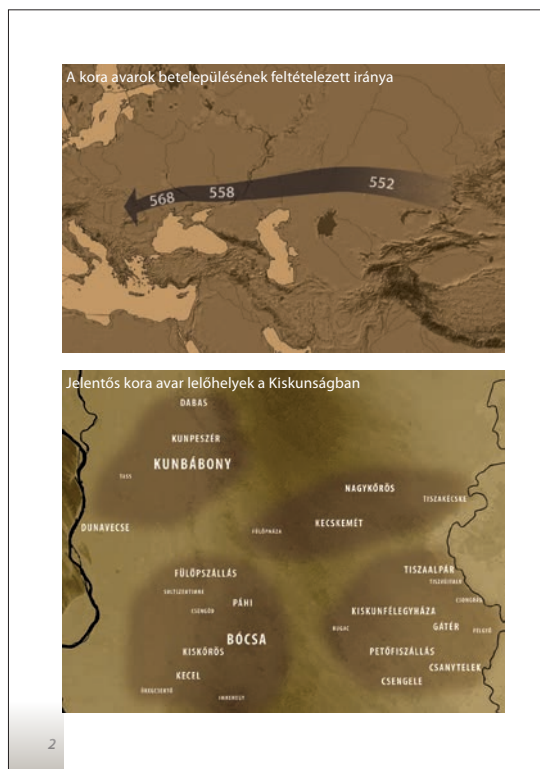 A kora avarok betelepülésének feltételezett iránya
552
558
568
Jelentős kora avar lelőhelyek a Kiskunságban
DABAS
KUNPESZÉR
KUNBÁBONY
TASS
NAGYKŐRÖS
TISZAKÉCSKE
KECSKEMÉT
DUNAVECSE
FÜLÖPHÁZA
FÜLÖPSZÁLLÁS
TISZAALPÁR
SOLTSZENTIMRE
PÁHI
CSONGRÁD
CSENGŐD
KISKUNFÉLEGYHÁZA
BUGAC
GÁTÉR
FELGYŐ
BÓCSA
KISKŐRÖS
PETŐFISZÁLLÁS
CSANYTELEK
KECEL
CSENGELE
ÖREGCSERTŐ
2